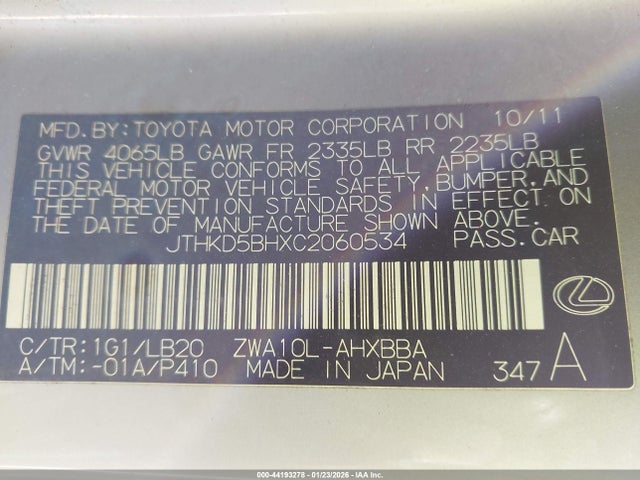 MFD.BY:TOYOTA MOTOR CORPORATION 10/11
GVWR 4065LB GAWR FR 2335LB RR 2235LB
THIS VEHICLE CONFORMS TO ALL APPLICABLE
FEDERAL MOTOR VEHICLE SAFETY,BUMPER,AND
THEFT PREVENTION STANDARDS IN EFFECT ON
THE DATE OF MANUFACTURE SHOWN ABOVE.
JTHKD5BHXC2060534 PASS.CAR
C/TR:1G1/LB20 ZWA10L-AHXBBA
A/TM:-01A/P410 MADE IN JAPAN 347 A
000-44193278 - 01/23/2026 - IAA Inc.